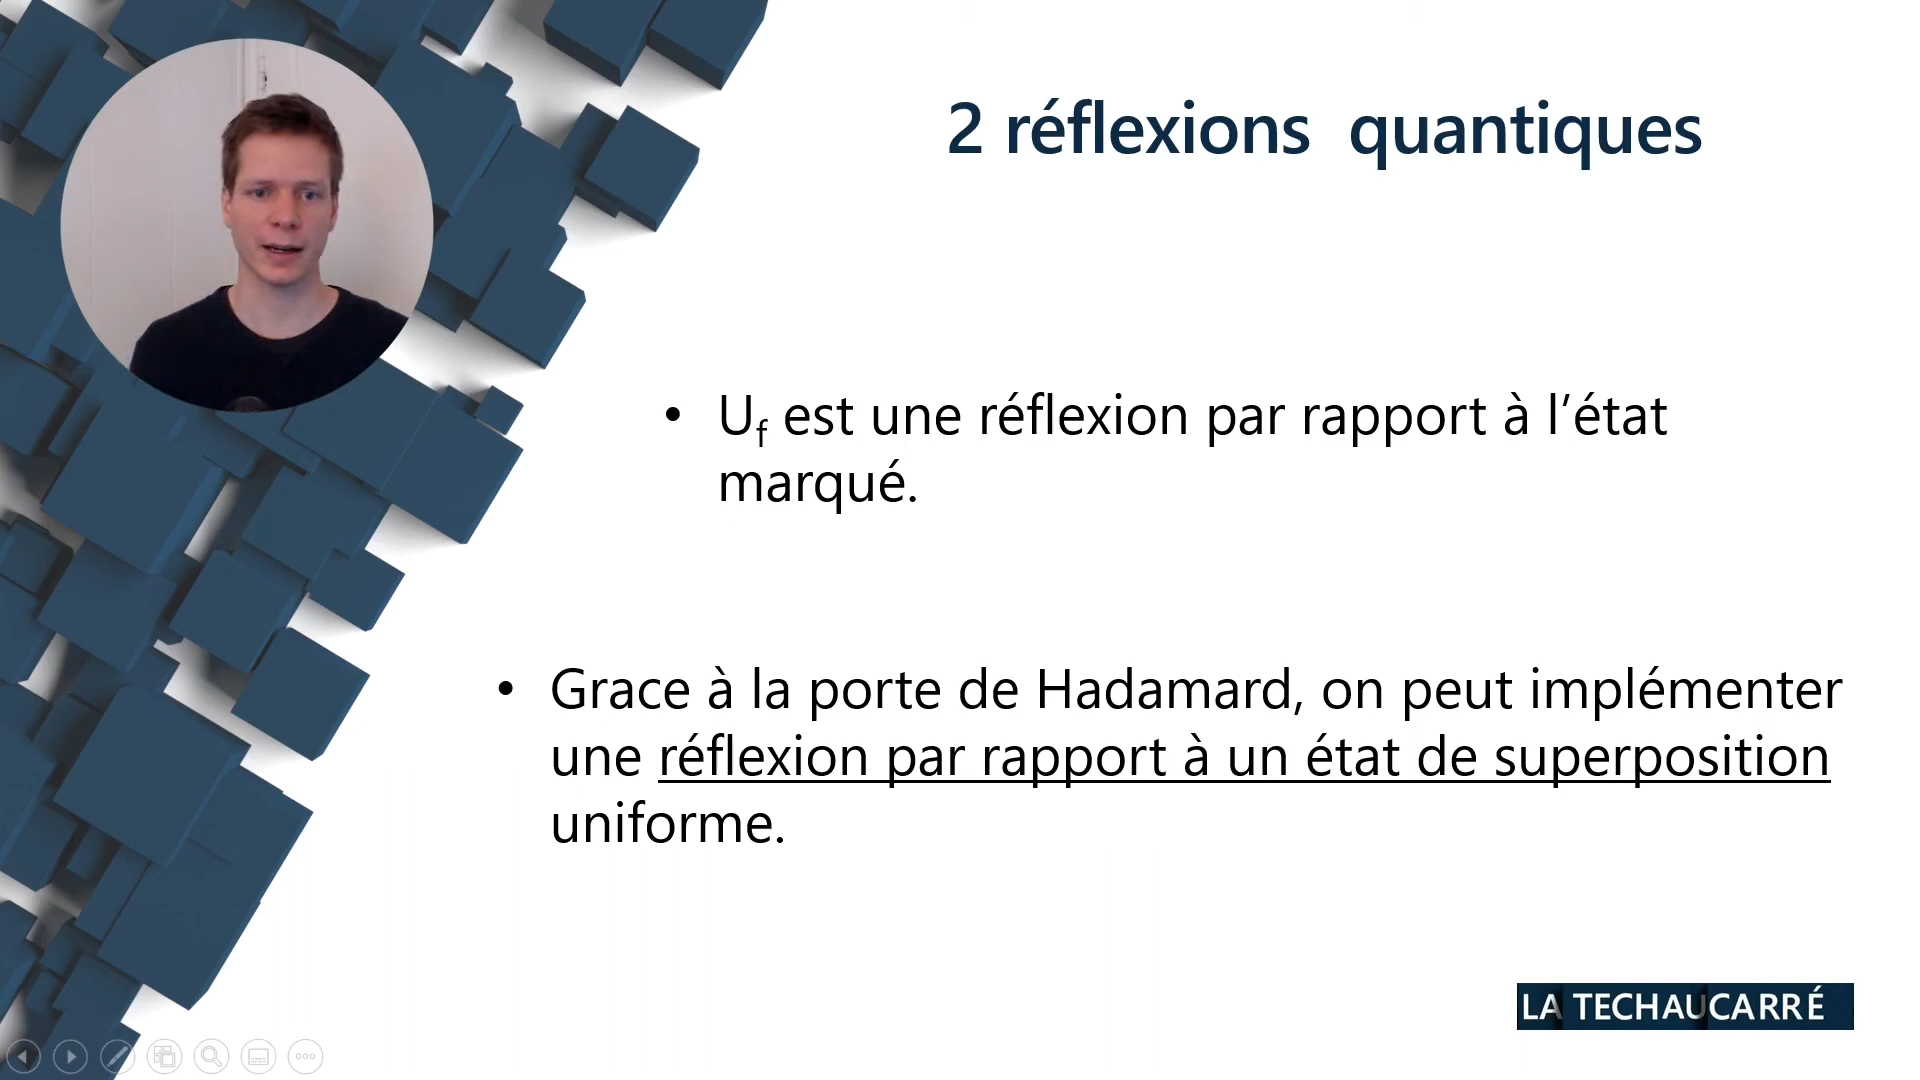 2 réflexions quantiques
• U_f est une réflexion par rapport à l’état
marqué.
• Grace à la porte de Hadamard, on peut implémenter
une réflexion par rapport à un état de superposition
uniforme.
LA TECHAUCARRÉ